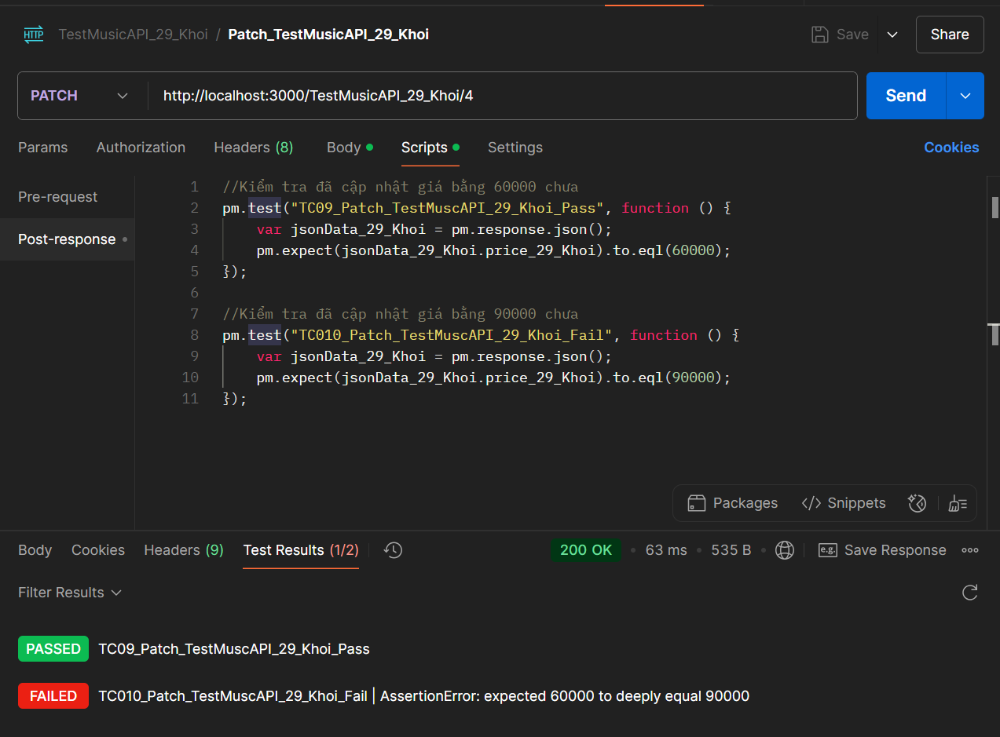 HTTP TestMusicAPI_29_Khoi / Patch_TestMusicAPI_29_Khoi Save Share
PATCH http://localhost:3000/TestMusicAPI_29_Khoi/4 Send
Params Authorization Headers (8) Body Scripts Settings Cookies
Pre-request
Post-response
1 //Kiểm tra đã cập nhật giá bằng 60000 chưa
2 pm.test("TC09_Patch_TestMuscAPI_29_Khoi_Pass", function () {
3 var jsonData_29_Khoi = pm.response.json();
4 pm.expect(jsonData_29_Khoi.price_29_Khoi).to.eql(60000);
5 });
6
7 //Kiểm tra đã cập nhật giá bằng 90000 chưa
8 pm.test("TC010_Patch_TestMuscAPI_29_Khoi_Fail", function () {
9 var jsonData_29_Khoi = pm.response.json();
10 pm.expect(jsonData_29_Khoi.price_29_Khoi).to.eql(90000);
11 });
Packages </> Snippets
Body Cookies Headers (9) Test Results (1/2) 200 OK 63 ms 535 B e.g. Save Response
Filter Results
PASSED TC09_Patch_TestMuscAPI_29_Khoi_Pass
FAILED TC010_Patch_TestMuscAPI_29_Khoi_Fail | AssertionError: expected 60000 to deeply equal 90000